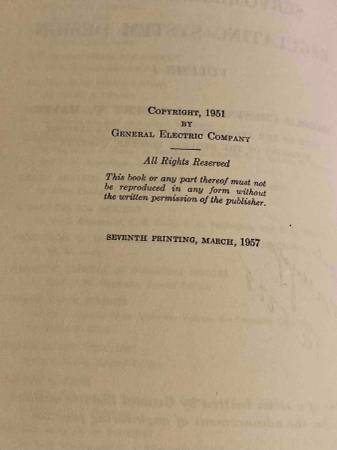 COPYRIGHT, 1951
BY
GENERAL ELECTRIC COMPANY
All Rights Reserved
This book or any part thereof must not
be reproduced in any form without
the written permission of the publisher.
SEVENTH PRINTING, MARCH, 1957